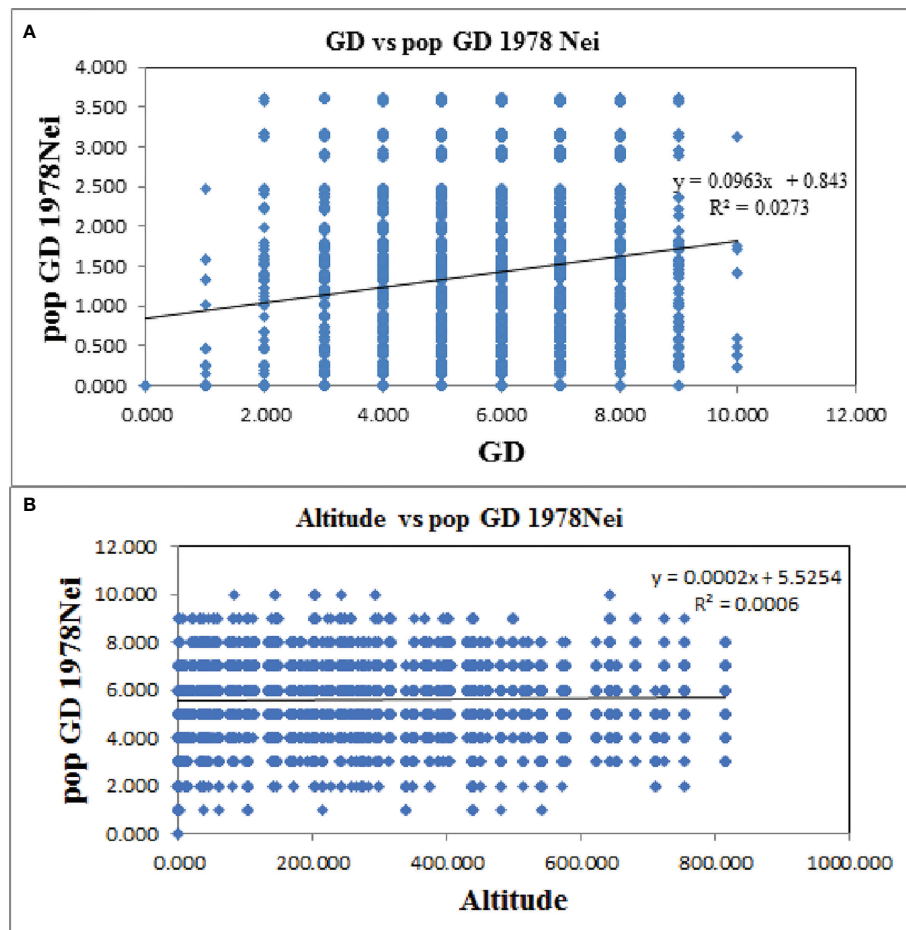 A
GD vs pop GD 1978 Nei
pop GD 1978Nei
4.000
3.500
3.000
2.500
2.000
1.500
1.000
0.500
0.000
y = 0.0963x + 0.843
R² = 0.0273
0.000 2.000 4.000 6.000 8.000 10.000 12.000
GD
B
Altitude vs pop GD 1978Nei
pop GD 1978Nei
12.000
10.000
8.000
6.000
4.000
2.000
0.000
y = 0.0002x + 5.5254
R² = 0.0006
0.000 200.000 400.000 600.000 800.000 1000.000
Altitude